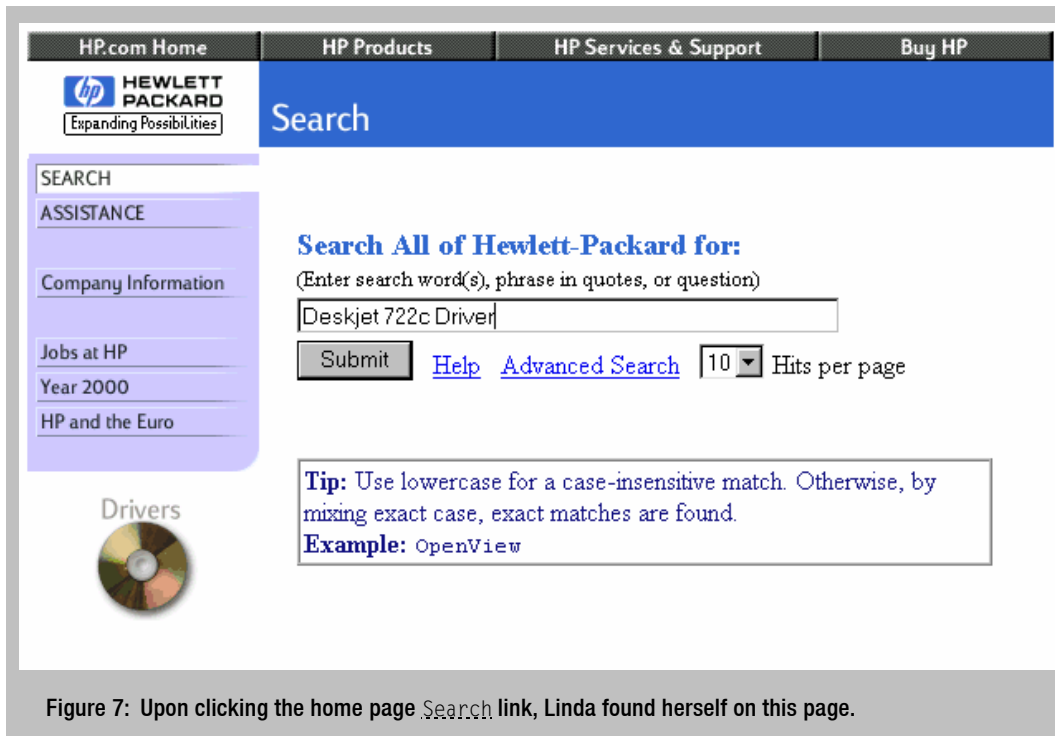 HP.com Home HP Products HP Services & Support Buy HP
hp HEWLETT
PACKARD
Expanding Possibilities
Search
SEARCH
ASSISTANCE
Company Information
Jobs at HP
Year 2000
HP and the Euro
Drivers
Search All of Hewlett-Packard for:
(Enter search word(s), phrase in quotes, or question)
Deskjet 722c Driver
Submit Help Advanced Search 10 Hits per page
Tip: Use lowercase for a case-insensitive match. Otherwise, by
mixing exact case, exact matches are found.
Example: OpenView
Figure 7: Upon clicking the home page Search link, Linda found herself on this page.